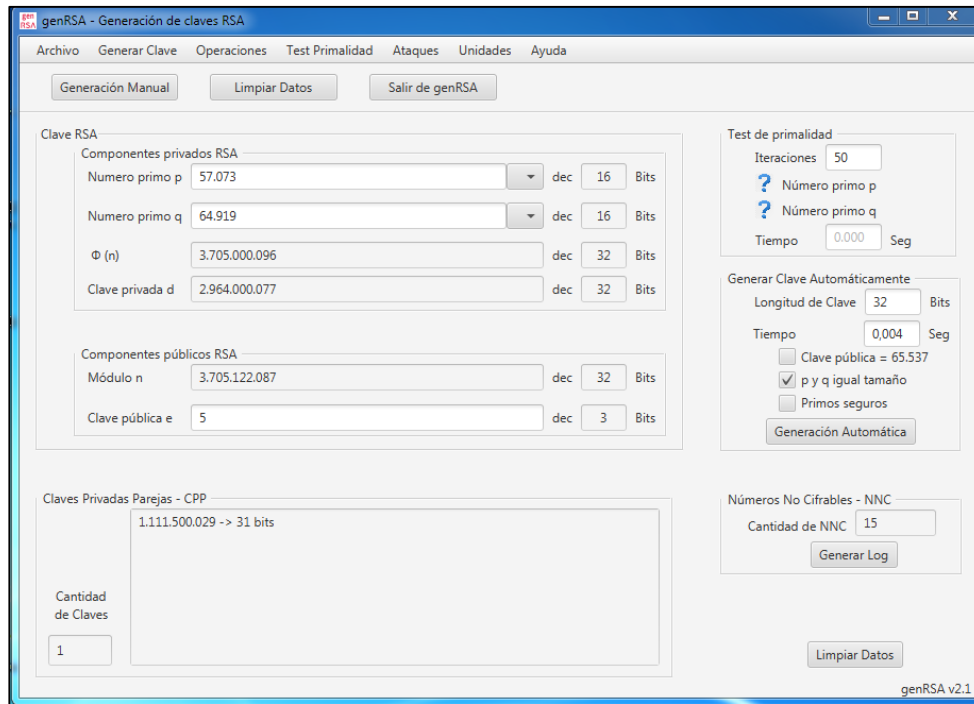 gen RSA genRSA - Generación de claves RSA
Archivo Generar Clave Operaciones Test Primalidad Ataques Unidades Ayuda
Generación Manual Limpiar Datos Salir de genRSA
Clave RSA
Componentes privados RSA
Numero primo p 57.073 dec 16 Bits
Numero primo q 64.919 dec 16 Bits
Φ (n) 3.705.000.096 dec 32 Bits
Clave privada d 2.964.000.077 dec 32 Bits
Componentes públicos RSA
Módulo n 3.705.122.087 dec 32 Bits
Clave pública e 5 dec 3 Bits
Test de primalidad
Iteraciones 50
? Número primo p
? Número primo q
Tiempo 0.000 Seg
Generar Clave Automáticamente
Longitud de Clave 32 Bits
Tiempo 0,004 Seg
Clave pública = 65.537
p y q igual tamaño
Primos seguros
Generación Automática
Claves Privadas Parejas - CPP
1.111.500.029 -> 31 bits
Cantidad
de Claves
1
Números No Cifrables - NNC
Cantidad de NNC 15
Generar Log
Limpiar Datos
genRSA v2.1